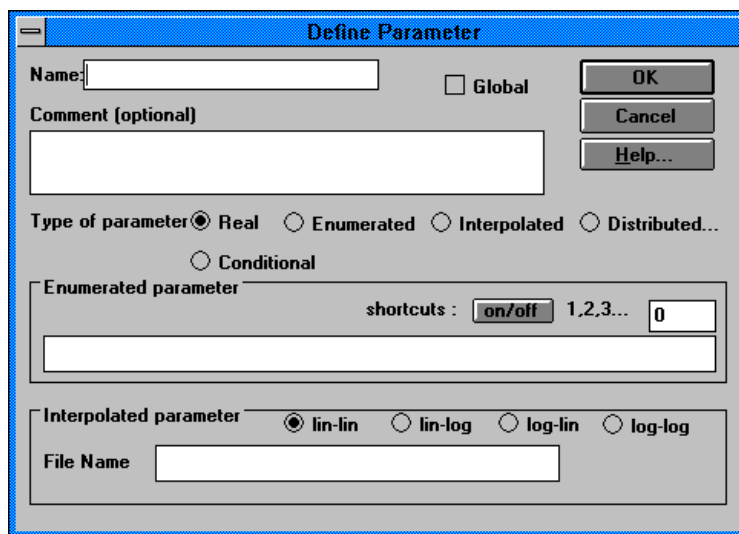 Define Parameter
Name:
Global
OK
Comment (optional)
Cancel
Help...
Type of parameter Real Enumerated Interpolated Distributed...
Conditional
Enumerated parameter
shortcuts : on/off 1,2,3... 0
Interpolated parameter lin-lin lin-log log-lin log-log
File Name